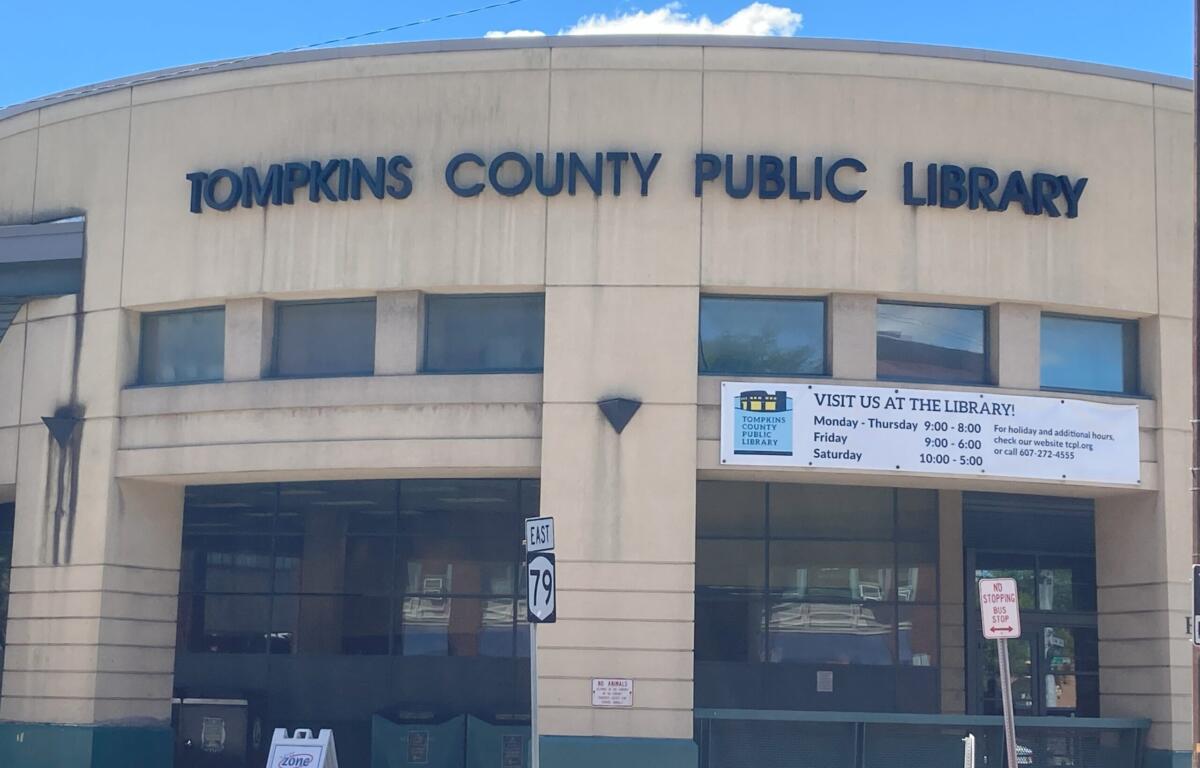 TOMPKINS COUNTY PUBLIC LIBRARY
TOMPKINS
COUNTY
PUBLIC
LIBRARY
VISIT US AT THE LIBRARY!
Monday - Thursday 9:00 - 8:00
Friday 9:00 - 6:00
Saturday 10:00 - 5:00
For holiday and additional hours,
check our website tcpl.org
or call 607-272-4555
EAST
79
NO
STOPPING
BUS
STOP
NO ANIMALS
zone